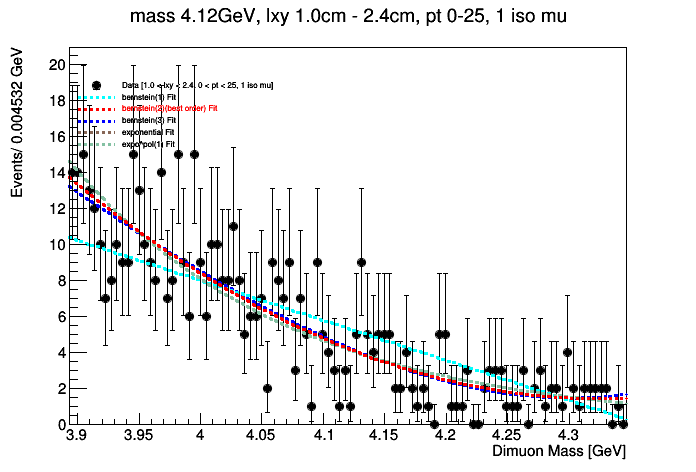 mass 4.12GeV, lxy 1.0cm - 2.4cm, pt 0-25, 1 iso mu
Events/ 0.004532 GeV
20
18
16
14
12
10
8
6
4
2
0
Data [1.0 < lxy < 2.4, 0 < pt < 25, 1 iso mu]
bernstein(1) Fit
bernstein(2)(best order) Fit
bernstein(3) Fit
exponential Fit
expo*pol(1) Fit
3.9 3.95 4 4.05 4.1 4.15 4.2 4.25 4.3
Dimuon Mass [GeV]